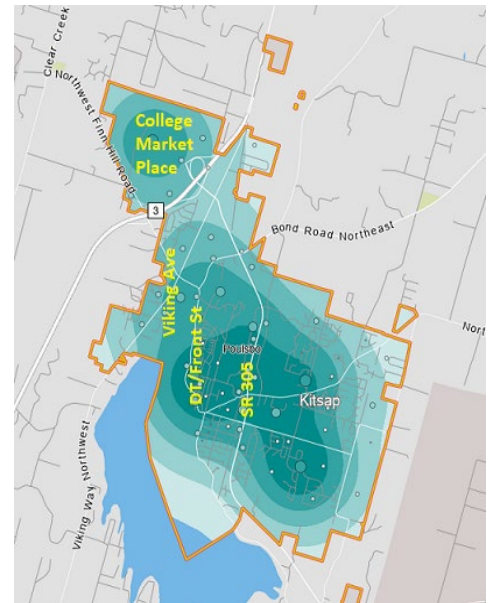 Clear Creek
Northwest Finn Hill Road
College
Market
Place
3
Bond Road Northeast
Viking Ave
DT/Front St
Poulsbo
SR 305
Nort
Kitsap
Viking Way Northwest